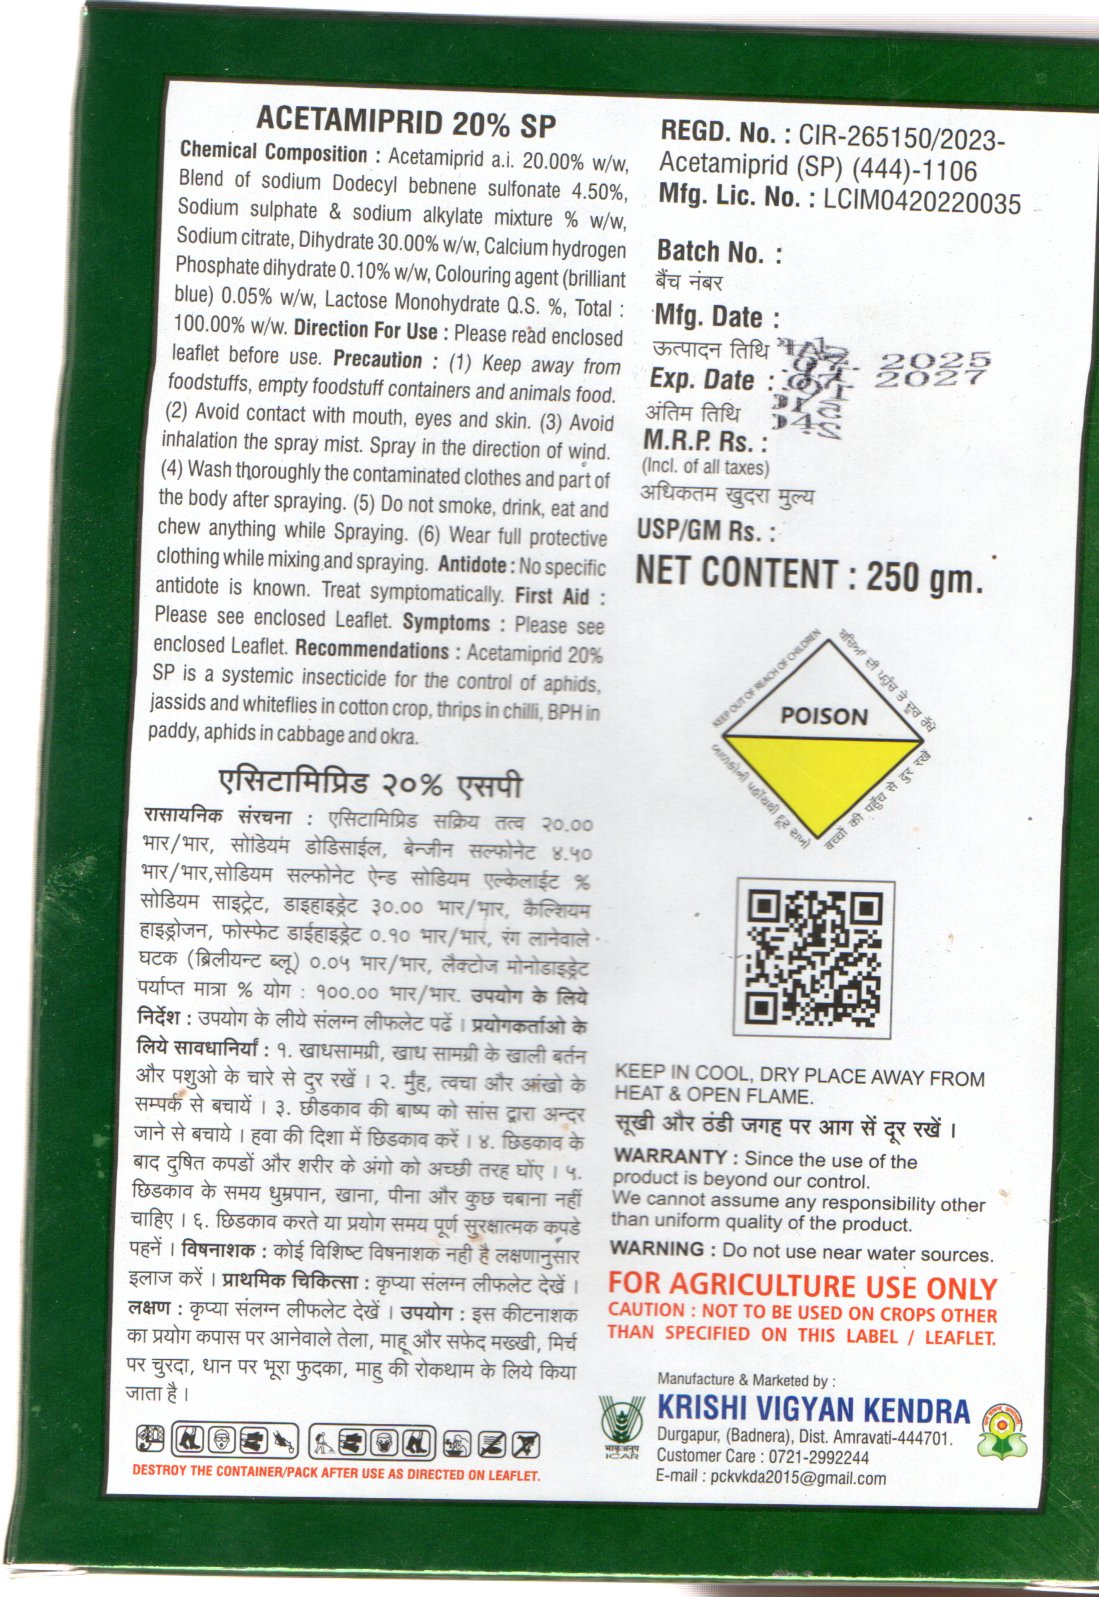 ACETAMIPRID 20% SP
Chemical Composition : Acetamiprid a.i. 20.00% w/w,
Blend of sodium Dodecyl bebnene sulfonate 4.50%,
Sodium sulphate & sodium alkylate mixture % w/w,
Sodium citrate, Dihydrate 30.00% w/w, Calcium hydrogen
Phosphate dihydrate 0.10% w/w, Colouring agent (brilliant
blue) 0.05% w/w, Lactose Monohydrate Q.S. %, Total :
100.00% w/w. Direction For Use : Please read enclosed
leaflet before use. Precaution : (1) Keep away from
foodstuffs, empty foodstuff containers and animals food.
(2) Avoid contact with mouth, eyes and skin. (3) Avoid
inhalation the spray mist. Spray in the direction of wind.
(4) Wash thoroughly the contaminated clothes and part of
the body after spraying. (5) Do not smoke, drink, eat and
chew anything while Spraying. (6) Wear full protective
clothing while mixing and spraying. Antidote : No specific
antidote is known. Treat symptomatically. First Aid :
Please see enclosed Leaflet. Symptoms : Please see
enclosed Leaflet. Recommendations : Acetamiprid 20%
SP is a systemic insecticide for the control of aphids,
jassids and whiteflies in cotton crop, thrips in chilli, BPH in
paddy, aphids in cabbage and okra.
एसिटामिप्रिड २०% एसपी
रासायनिक संरचना : एसिटामिप्रिड सक्रिय तत्व २०.००
भार/भार, सोडियम डोडिसाईल, बेन्जीन सल्फोनेट ४.५०
भार/भार,सोडियम सल्फोनेट ऐन्ड सोडियम एल्केलाईट %
सोडियम साइट्रेट, डाइहाइड्रेट ३०.०० भार/भार, कैल्शियम
हाइड्रोजन, फोस्फेट डाईहाइड्रेट ०.१० भार/भार, रंग लानेवाले
घटक (ब्रिलीयन्ट ब्लू) ०.०५ भार/भार, लैक्टोज मोनोडाइड्रेट
पर्याप्त मात्रा % योग : १००.०० भार/भार. उपयोग के लिये
निर्देश : उपयोग के लीये संलग्न लीफलेट पढें । प्रयोगकर्ताओ के
लिये सावधानियाँ : १. खाधसामग्री, खाध सामग्री के खाली बर्तन
और पशुओ के चारे से दुर रखें । २. मुँह, त्वचा और आंखो के
सम्पर्क से बचायें । ३. छीडकाव की बाष्प को सांस द्वारा अन्दर
जाने से बचाये । हवा की दिशा में छिडकाव करें । ४. छिडकाव के
बाद दुषित कपडों और शरीर के अंगो को अच्छी तरह घोंए । ५.
छिडकाव के समय धुम्रपान, खाना, पीना और कुछ चबाना नहीं
चाहिए । ६. छिडकाव करते या प्रयोग समय पूर्ण सुरक्षात्मक कपडे
पहनें । विषनाशक : कोई विशिष्ट विषनाशक नही है लक्षणानुसार
इलाज करें । प्राथमिक चिकित्सा : कृप्या संलग्न लीफलेट देखें ।
लक्षण : कृप्या संलग्न लीफलेट देखें । उपयोग : इस कीटनाशक
का प्रयोग कपास पर आनेवाले तेला, माहू और सफेद मख्खी, मिर्च
पर चुरदा, धान पर भूरा फुदका, माहु की रोकथाम के लिये किया
जाता है ।
DESTROY THE CONTAINER/PACK AFTER USE AS DIRECTED ON LEAFLET.
REGD. No. : CIR-265150/2023-
Acetamiprid (SP) (444)-1106
Mfg. Lic. No. : LCIM0420220035
Batch No. :
बैंच नंबर
Mfg. Date :
ऊत्पादन तिथि 2025
Exp. Date : 2027
अंतिम तिथि
M.R.P. Rs. :
(Incl. of all taxes)
अधिकतम खुदरा मुल्य
USP/GM Rs. :
NET CONTENT : 250 gm.
KEEP OUT OF REACH OF CHILDREN
POISON
બાળકોની પહોંચથી દૂર રાખો
बच्चों की पहुँच से दुर रखें
KEEP IN COOL, DRY PLACE AWAY FROM
HEAT & OPEN FLAME.
सूखी और ठंडी जगह पर आग सें दूर रखें ।
WARRANTY : Since the use of the
product is beyond our control.
We cannot assume any responsibility other
than uniform quality of the product.
WARNING : Do not use near water sources.
FOR AGRICULTURE USE ONLY
CAUTION : NOT TO BE USED ON CROPS OTHER
THAN SPECIFIED ON THIS LABEL / LEAFLET.
Manufacture & Marketed by :
KRISHI VIGYAN KENDRA
Durgapur, (Badnera), Dist. Amravati-444701.
Customer Care : 0721-2992244
E-mail : pckvkda2015@gmail.com
भाकृअनुप
ICAR